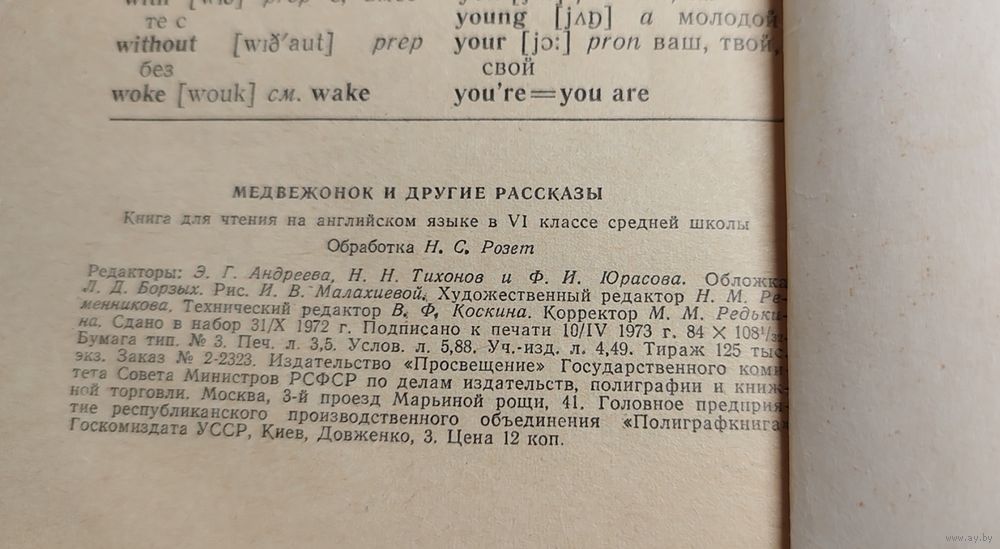 те с
without [wɪð'aut] prep
без
woke [wouk] см. wake
young [jʌŋ] а молодой
your [jɔ:] pron ваш, твой,
свой
you're=you are
МЕДВЕЖОНОК И ДРУГИЕ РАССКАЗЫ
Книга для чтения на английском языке в VI классе средней школы
Обработка Н. С. Розет
Редакторы: Э. Г. Андреева, Н. Н. Тихонов и Ф. И. Юрасова. Обложка
Л. Д. Борзых. Рис. И. В. Малахиевой. Художественный редактор Н. М. Ре-
менникова. Технический редактор В. Ф. Коскина. Корректор М. М. Редьки-
на. Сдано в набор 31/X 1972 г. Подписано к печати 10/IV 1973 г. 84 × 108¹/₃₂.
Бумага тип. № 3. Печ. л. 3,5. Услов. л. 5,88. Уч.-изд. л. 4,49. Тираж 125 тыс.
экз. Заказ № 2-2323. Издательство «Просвещение» Государственного коми-
тета Совета Министров РСФСР по делам издательств, полиграфии и книж-
ной торговли. Москва, 3-й проезд Марьиной рощи, 41. Головное предприя-
тие республиканского производственного объединения «Полиграфкнига»
Госкомиздата УССР, Киев, Довженко, 3. Цена 12 коп.
www.ay.by